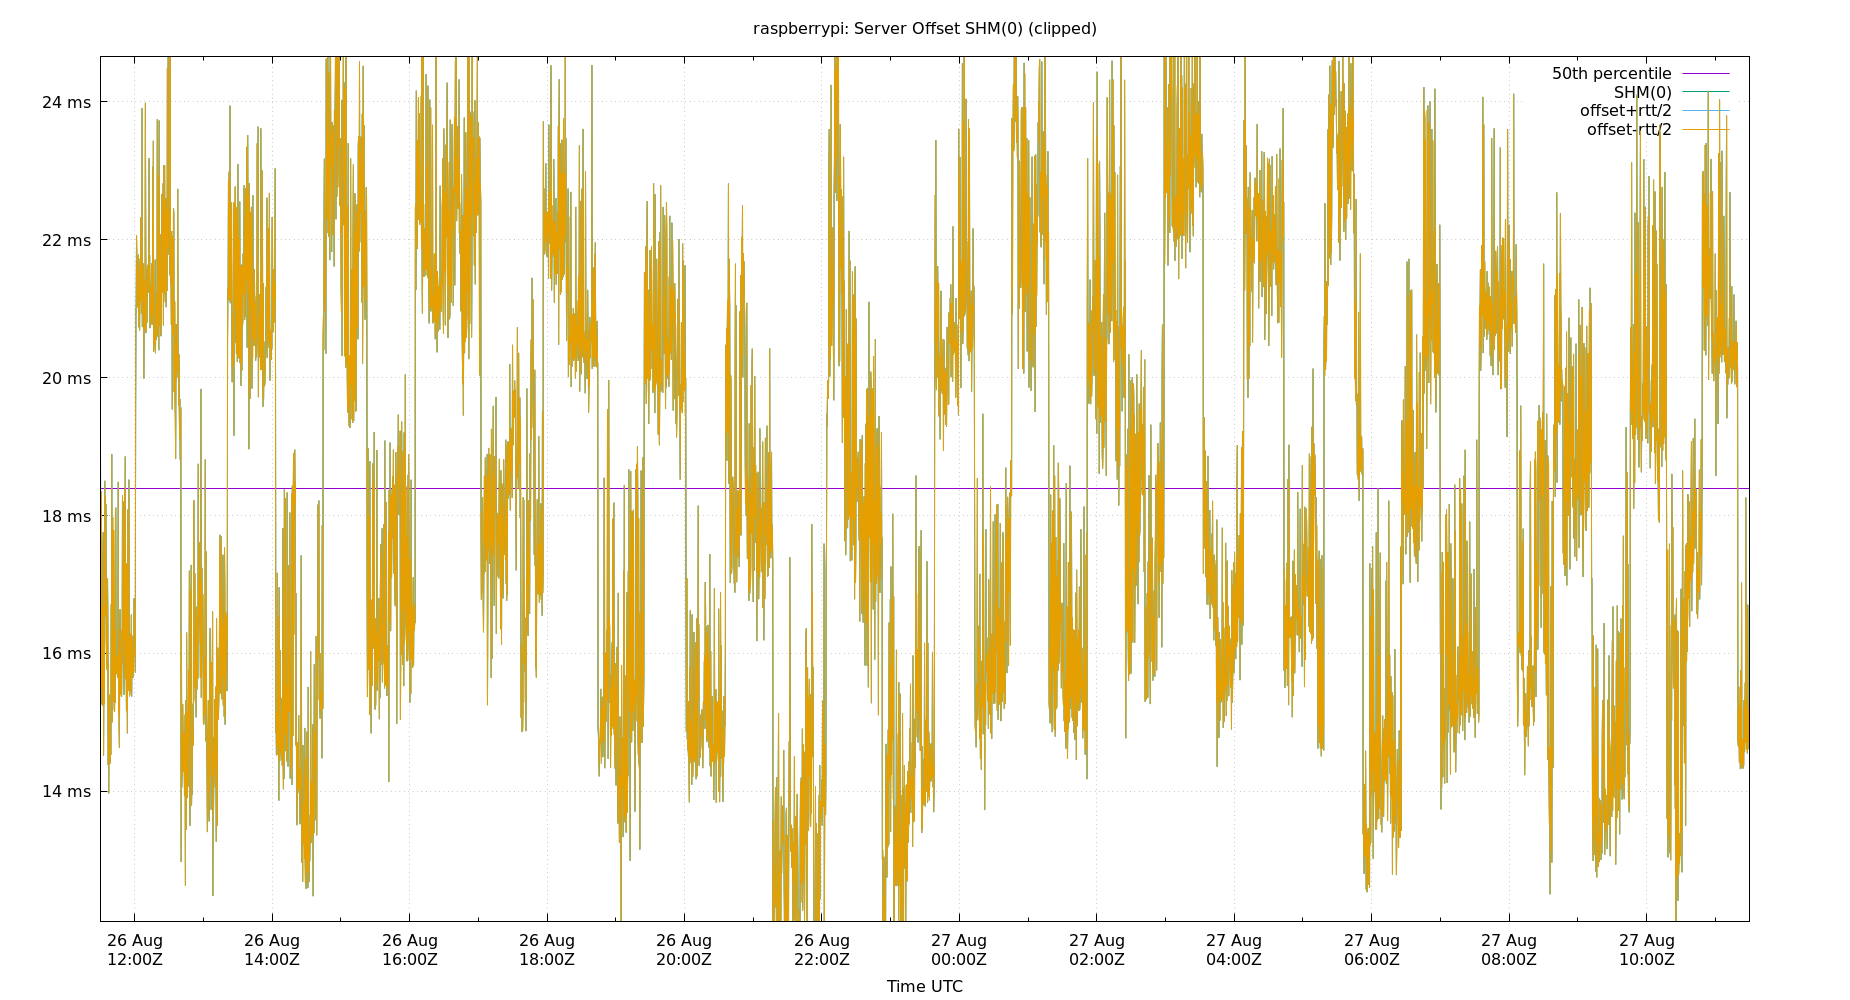 raspberrypi: Server Offset SHM(0) (clipped)
50th percentile
SHM(0)
offset+rtt/2
offset-rtt/2
24 ms
22 ms
20 ms
18 ms
16 ms
14 ms
26 Aug 26 Aug 26 Aug 26 Aug 26 Aug 26 Aug 27 Aug 27 Aug 27 Aug 27 Aug 27 Aug 27 Aug
12:00Z 14:00Z 16:00Z 18:00Z 20:00Z 22:00Z 00:00Z 02:00Z 04:00Z 06:00Z 08:00Z 10:00Z
Time UTC